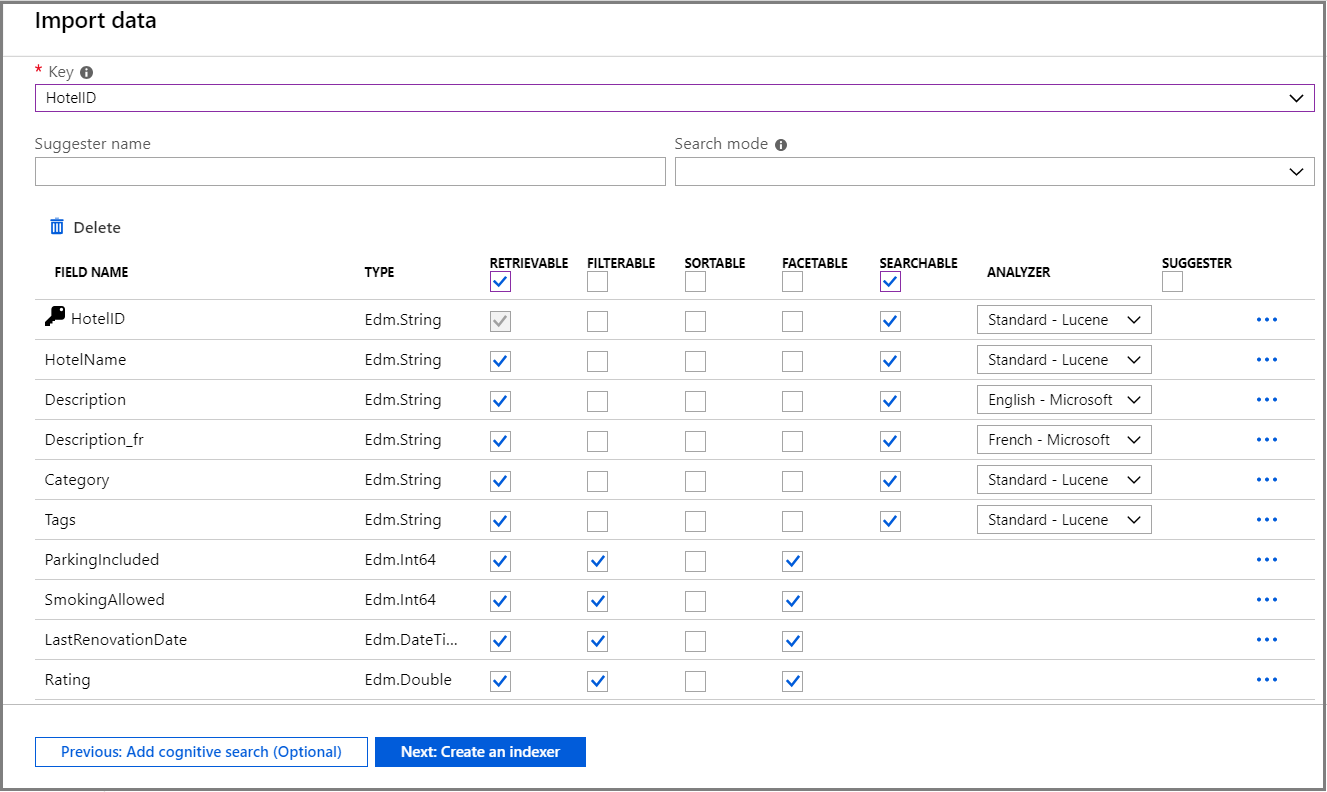 Import data
* Key
HotelID
Suggester name Search mode
Delete
FIELD NAME TYPE RETRIEVABLE FILTERABLE SORTABLE FACETABLE SEARCHABLE ANALYZER SUGGESTER
HotelID Edm.String Standard - Lucene
HotelName Edm.String Standard - Lucene
Description Edm.String English - Microsoft
Description_fr Edm.String French - Microsoft
Category Edm.String Standard - Lucene
Tags Edm.String Standard - Lucene
ParkingIncluded Edm.Int64
SmokingAllowed Edm.Int64
LastRenovationDate Edm.DateTi...
Rating Edm.Double
Previous: Add cognitive search (Optional) Next: Create an indexer